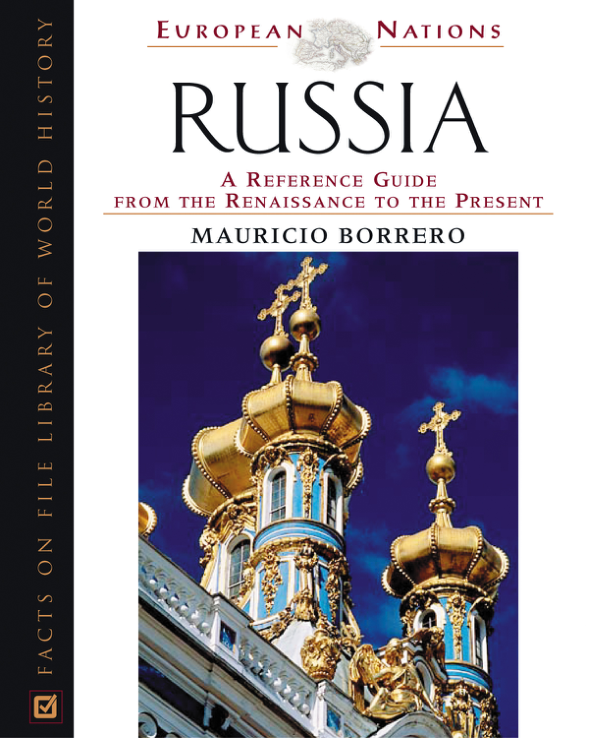 EUROPEAN NATIONS
RUSSIA
A REFERENCE GUIDE
FROM THE RENAISSANCE TO THE PRESENT
MAURICIO BORRERO
FACTS ON FILE LIBRARY OF WORLD HISTORY